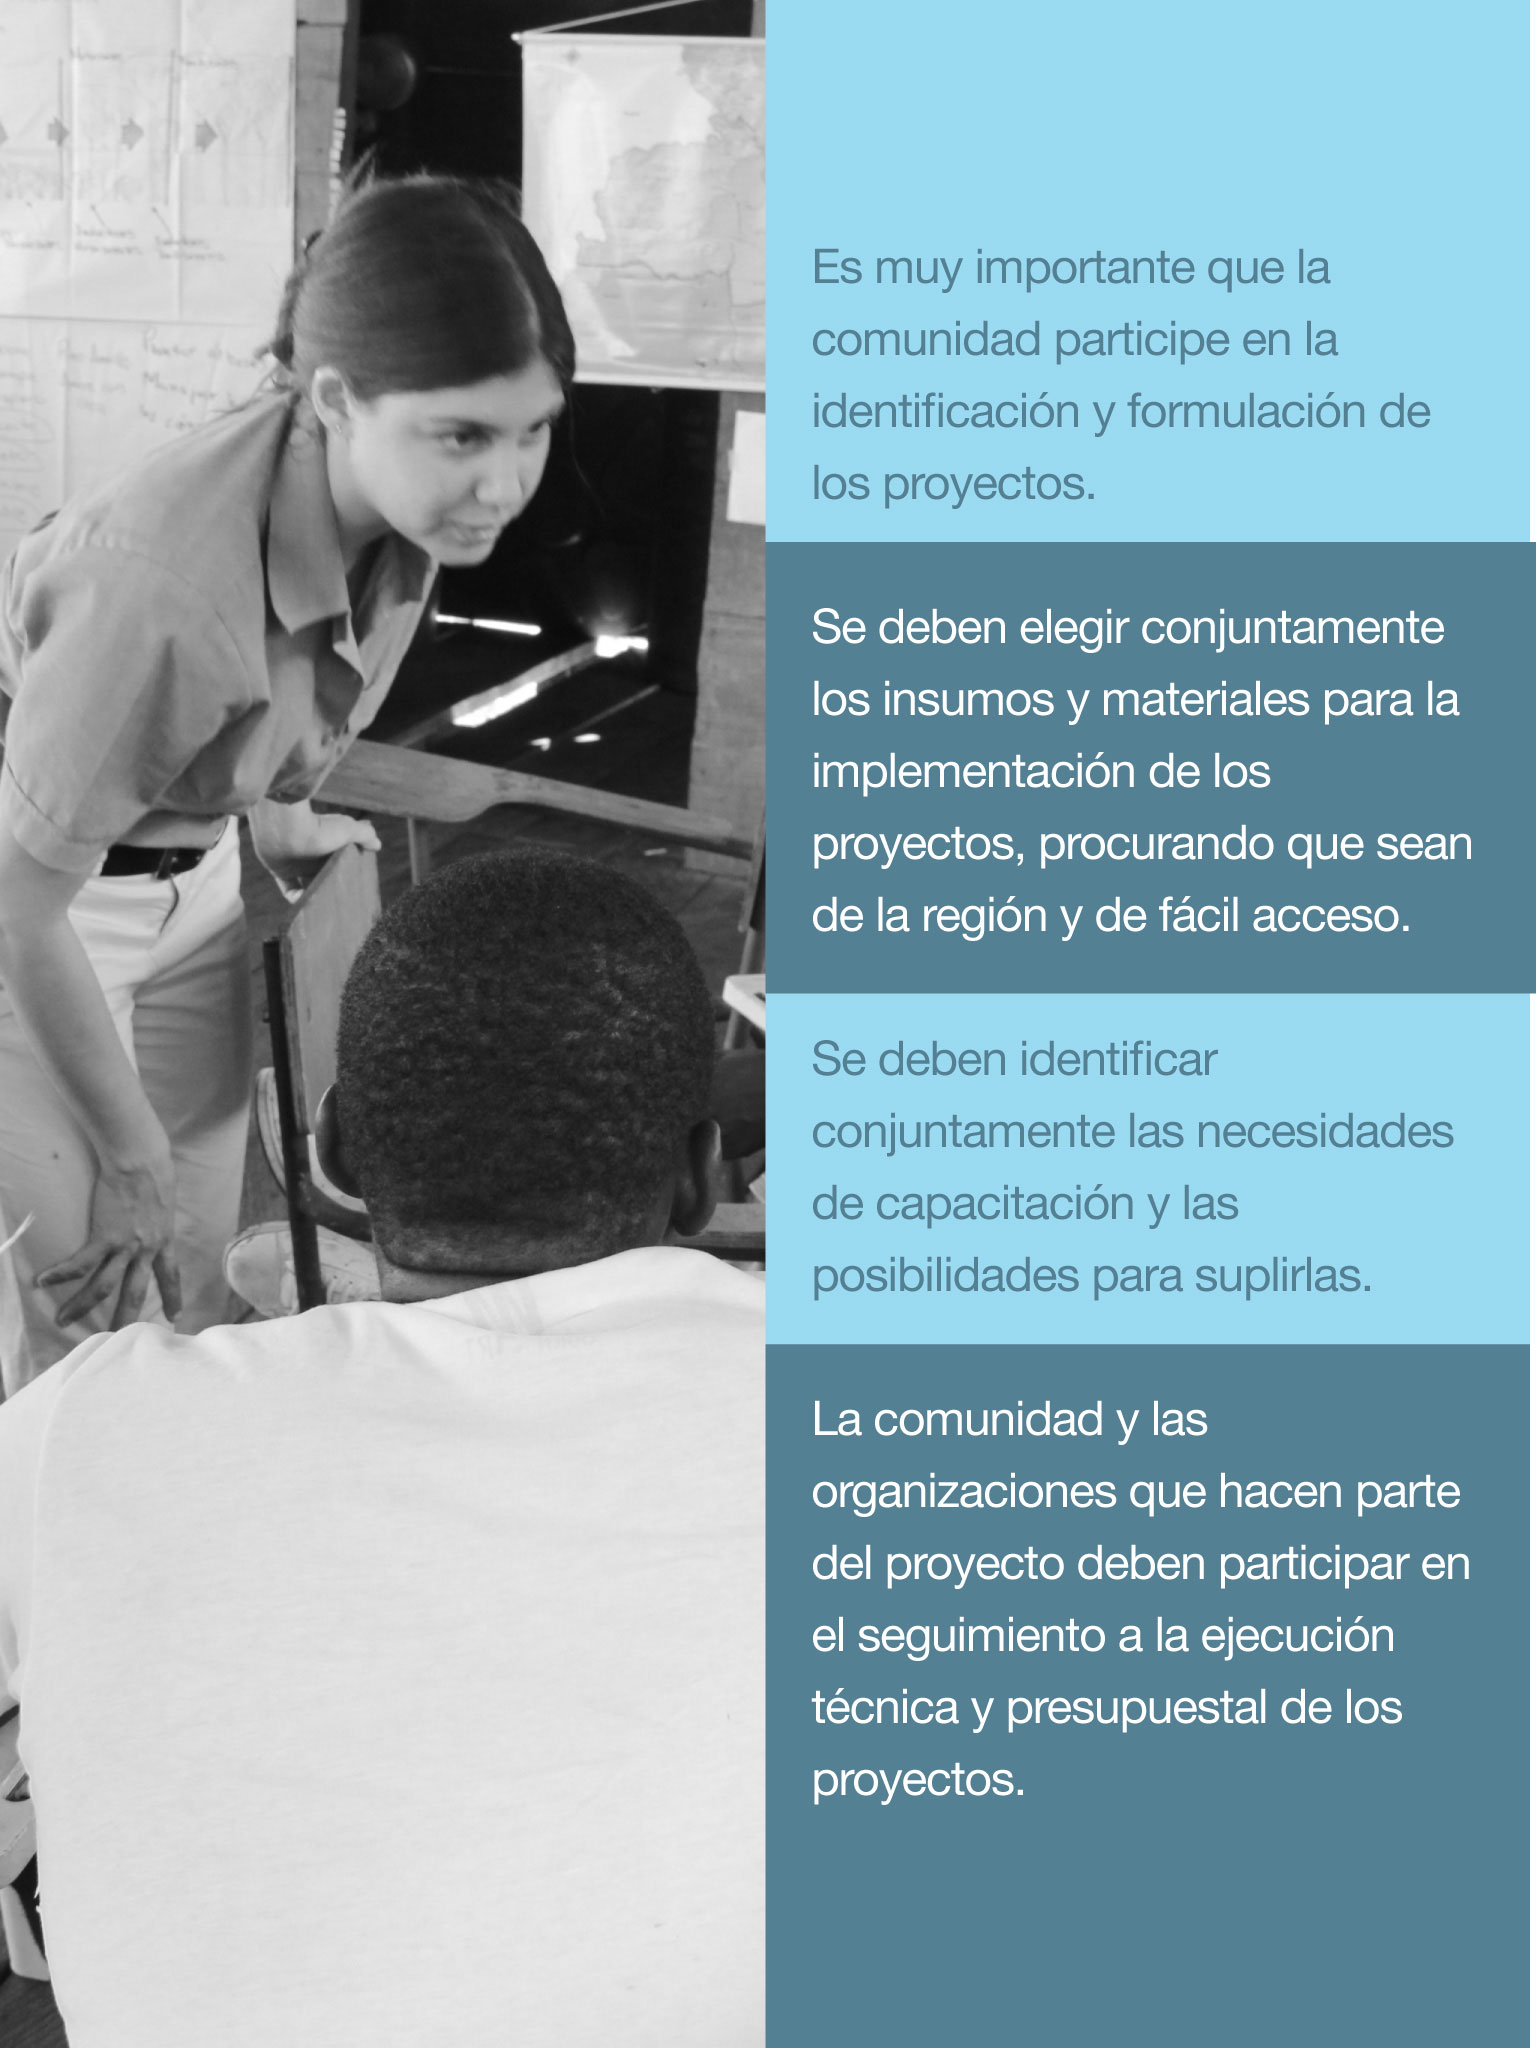 Es muy importante que la
comunidad participe en la
identificación y formulación de
los proyectos.
Se deben elegir conjuntamente
los insumos y materiales para la
implementación de los
proyectos, procurando que sean
de la región y de fácil acceso.
Se deben identificar
conjuntamente las necesidades
de capacitación y las
posibilidades para suplirlas.
La comunidad y las
organizaciones que hacen parte
del proyecto deben participar en
el seguimiento a la ejecución
técnica y presupuestal de los
proyectos.